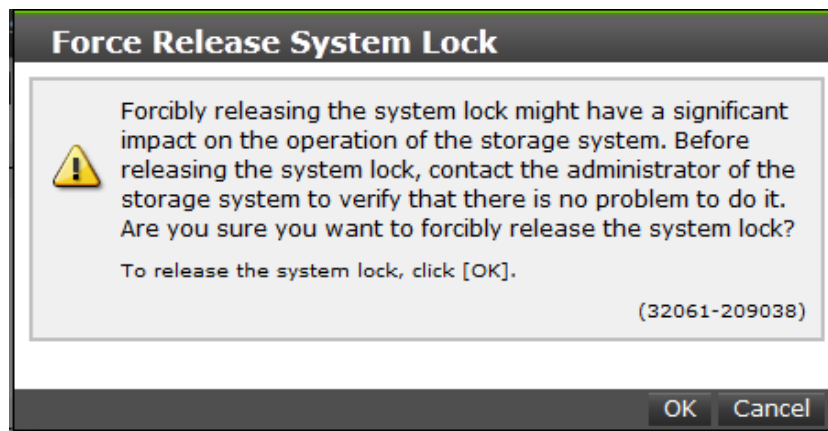 Force Release System Lock
Forcibly releasing the system lock might have a significant
impact on the operation of the storage system. Before
releasing the system lock, contact the administrator of the
storage system to verify that there is no problem to do it.
Are you sure you want to forcibly release the system lock?
To release the system lock, click [OK].
(32061-209038)
OK Cancel